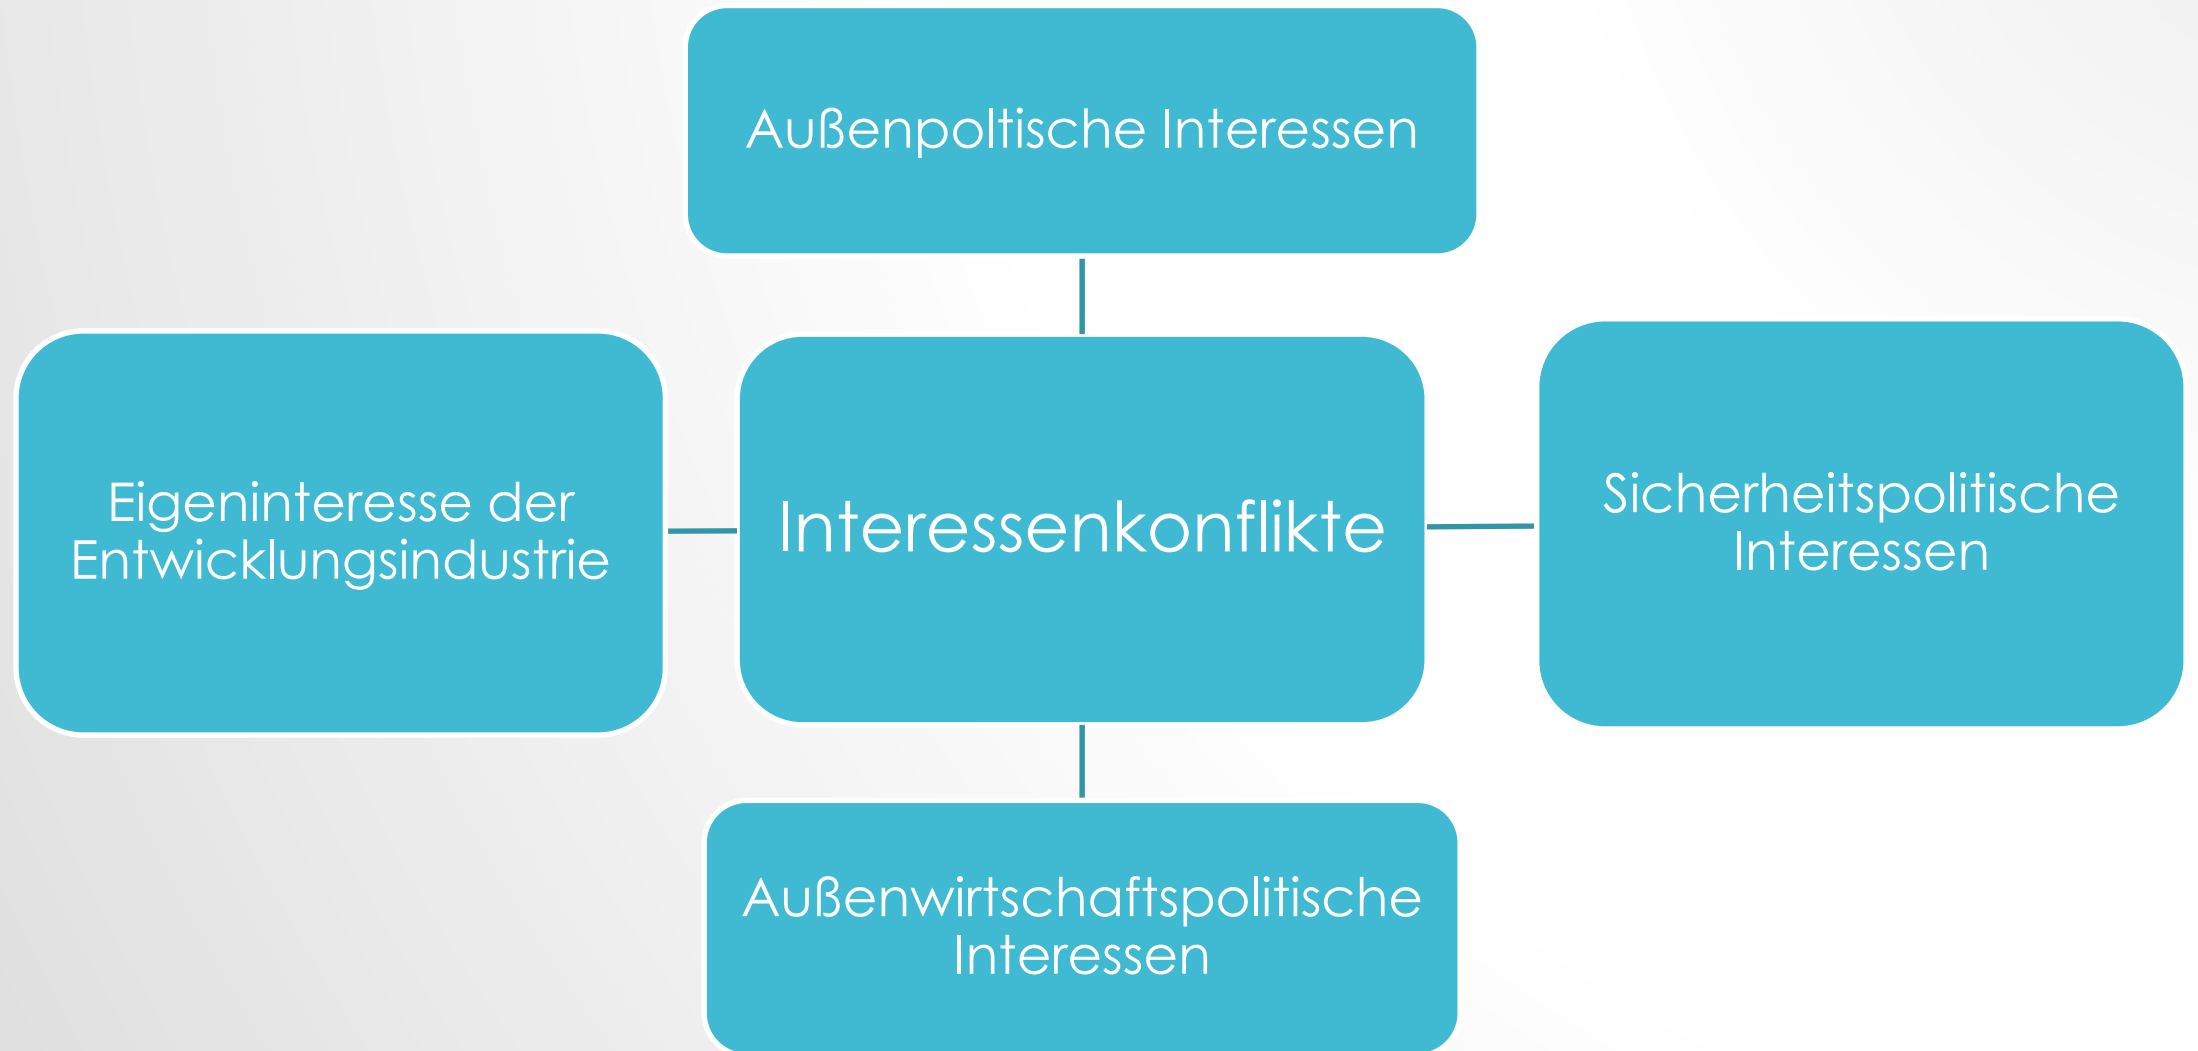 Außenpoltische Interessen
Eigeninteresse der
Entwicklungsindustrie
Interessenkonflikte
Sicherheitspolitische
Interessen
Außenwirtschaftspolitische
Interessen